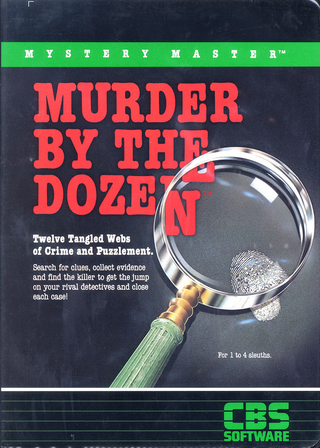 MYSTERY MASTER™
MURDER
BY THE
DOZEN™
Twelve Tangled Webs
of Crime and Puzzlement.
Search for clues, collect evidence
and find the killer to get the jump
on your rival detectives and close
each case!
For 1 to 4 sleuths.
CBS
SOFTWARE